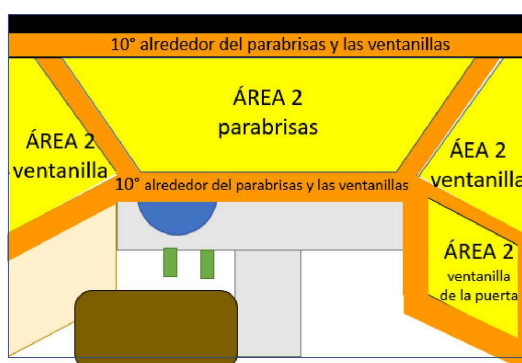 10° alrededor del parabrisas y las ventanillas
ÁREA 2
parabrisas
ÁREA 2
ventanilla
ÁEA 2
ventanilla
10° alrededor del parabrisas y las ventanillas
ÁREA 2
ventanilla
de la puerta